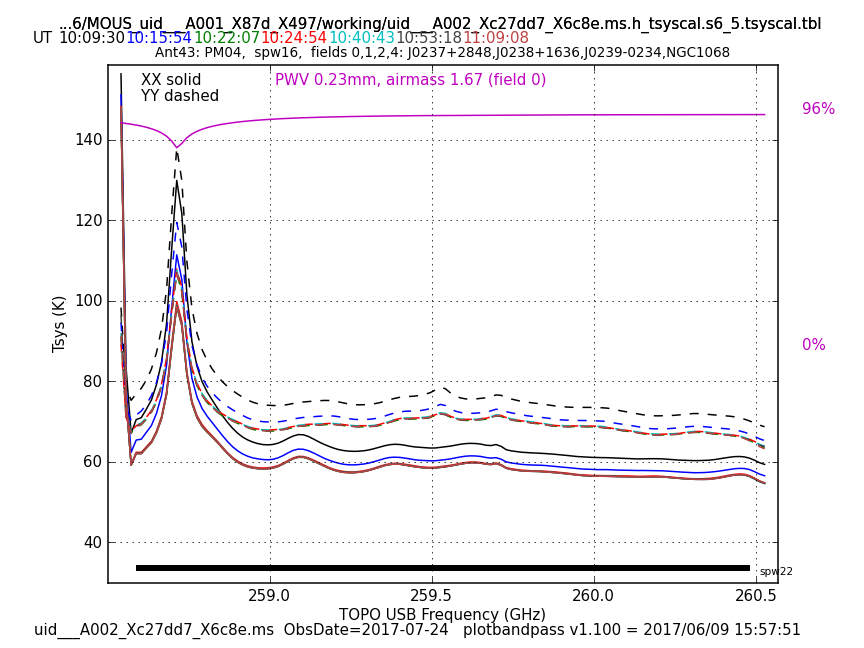 ...6/MOUS_uid___A001_X87d_X497/working/uid___A002_Xc27dd7_X6c8e.ms.h_tsyscal.s6_5.tsyscal.tbl
UT 10:09:30 10:15:54 10:22:07 10:24:54 10:40:43 10:53:18 11:09:08
Ant43: PM04, spw16, fields 0,1,2,4: J0237+2848,J0238+1636,J0239-0234,NGC1068
XX solid
PWV 0.23mm, airmass 1.67 (field 0)
YY dashed
96%
140
120
100
80
60
40
0%
Tsys (K)
spw22
259.0 259.5 260.0 260.5
TOPO USB Frequency (GHz)
uid___A002_Xc27dd7_X6c8e.ms ObsDate=2017-07-24 plotbandpass v1.100 = 2017/06/09 15:57:51